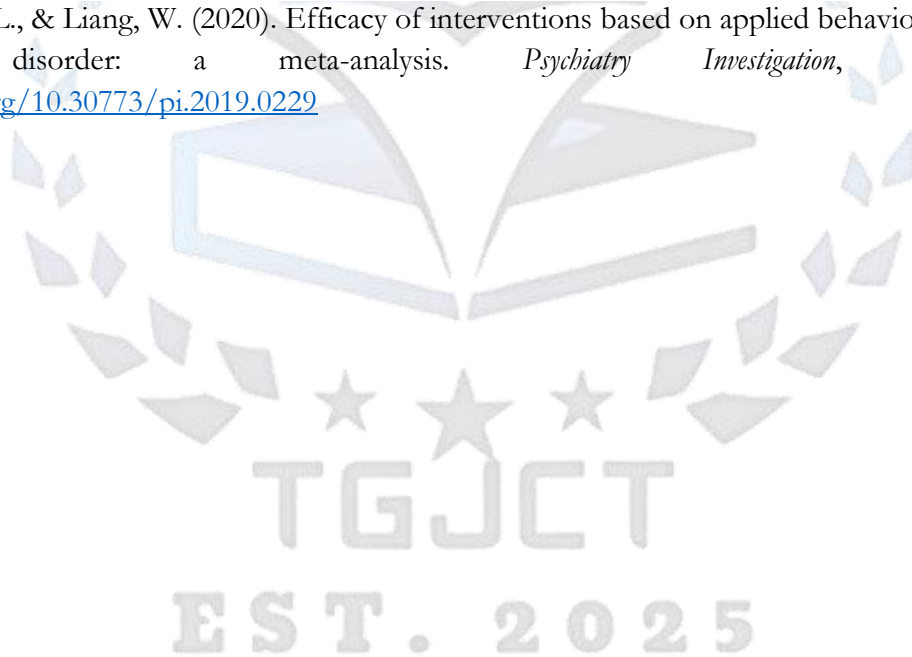 L., & Liang, W. (2020). Efficacy of interventions based on applied behavio
disorder: a meta-analysis. Psychiatry Investigation,
rg/10.30773/pi.2019.0229
TGJCT
EST. 2025